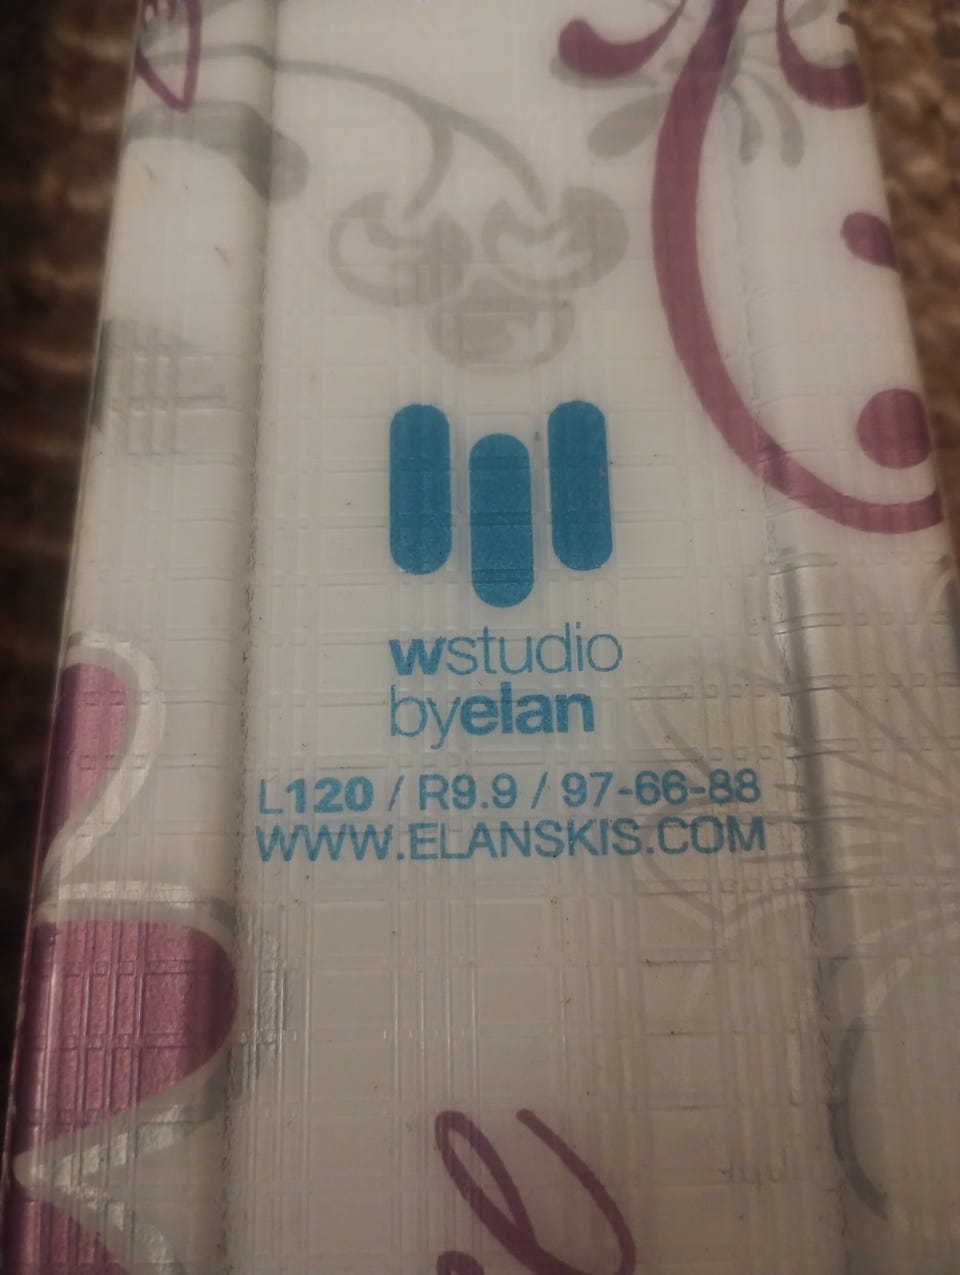 wstudio
byelan
L120 / R9.9 / 97-66-88
WWW.ELANSKIS.COM